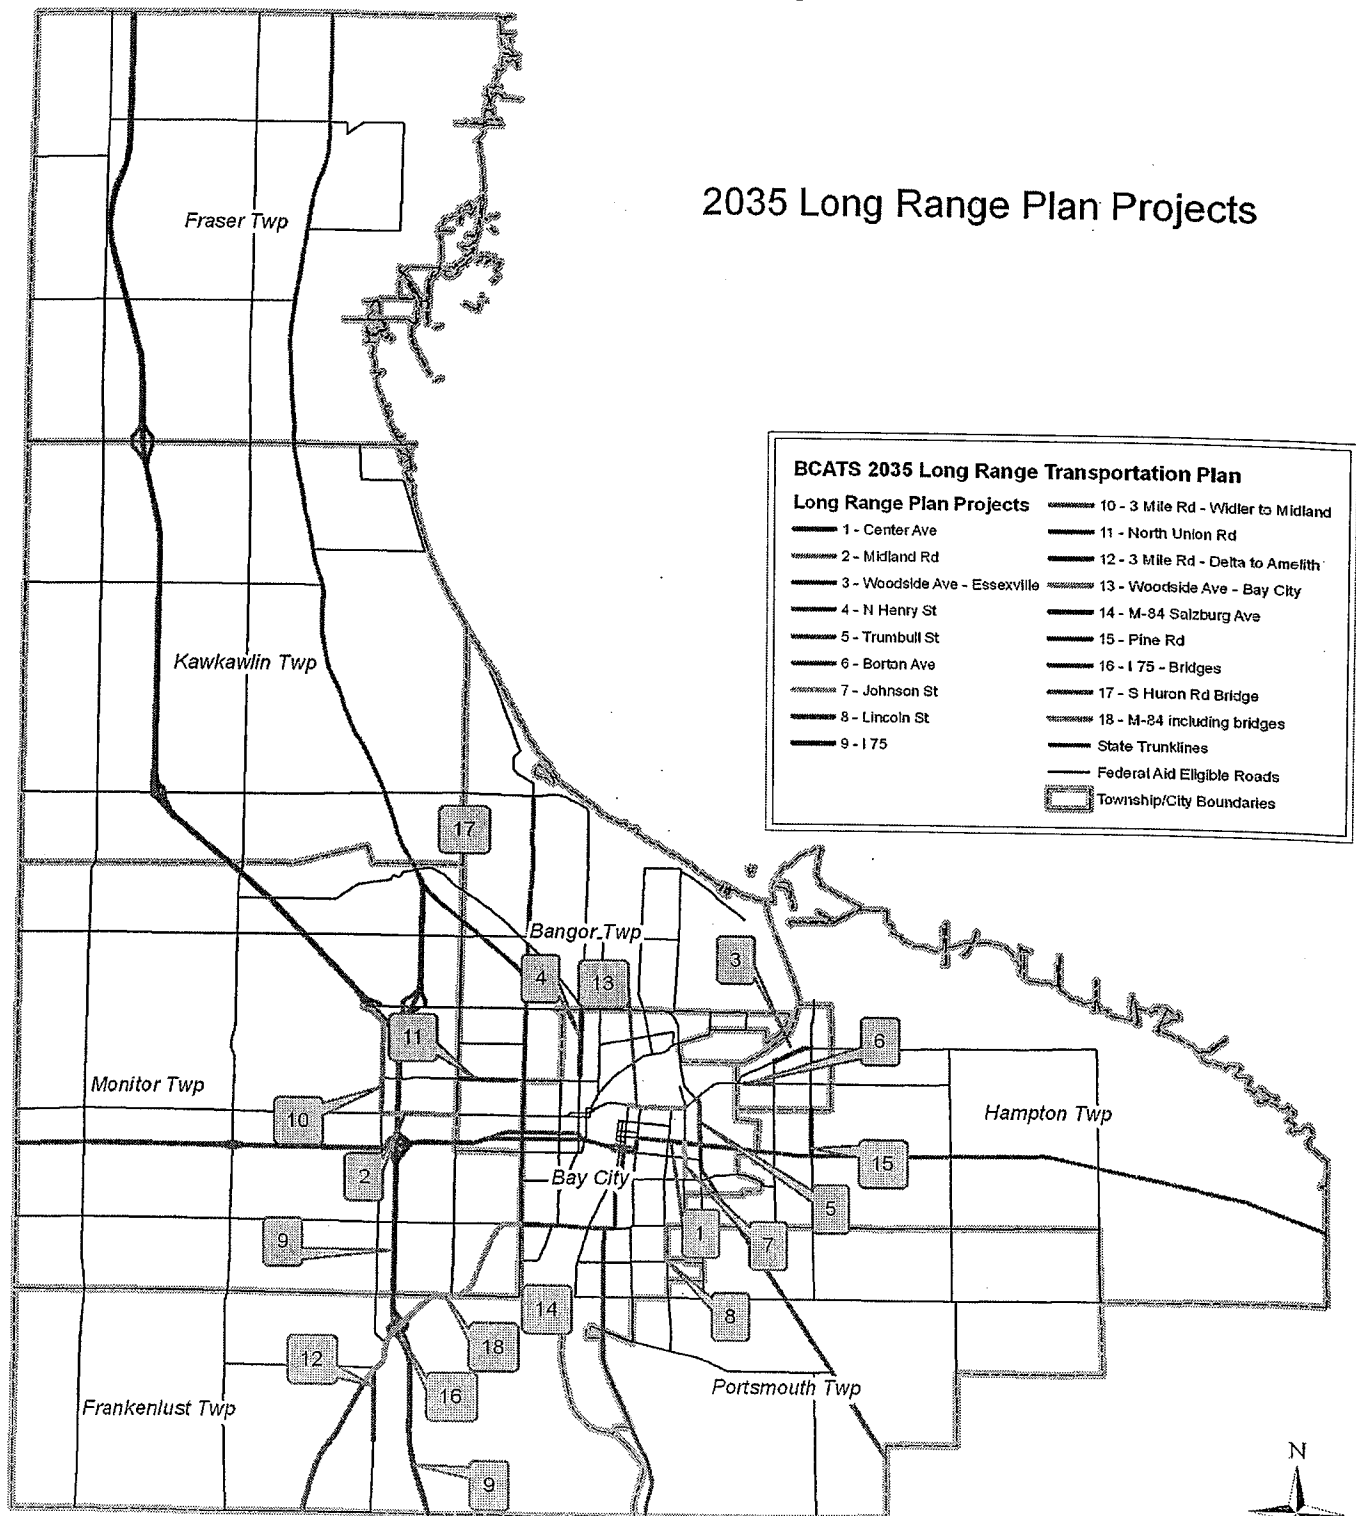 2035 Long Range Plan Projects
BCATS 2035 Long Range Transportation Plan
Long Range Plan Projects
1 - Center Ave
2 - Midland Rd
3 - Woodside Ave - Essexville
4 - N Henry St
5 - Trumbull St
6 - Borton Ave
7 - Johnson St
8 - Lincoln St
9 - I 75
10 - 3 Mile Rd - Widler to Midland
11 - North Union Rd
12 - 3 Mile Rd - Delta to Amelith
13 - Woodside Ave - Bay City
14 - M-84 Salzburg Ave
15 - Pine Rd
16 - I 75 - Bridges
17 - S Huron Rd Bridge
18 - M-84 including bridges
State Trunklines
Federal Aid Eligible Roads
Township/City Boundaries
Fraser Twp
Kawkawlin Twp
17
Bangor Twp
3
4
13
11
6
Monitor Twp
10
Hampton Twp
15
2
Bay City
5
9
1
7
14
8
18
12
16
Portsmouth Twp
Frankenlust Twp
9
N